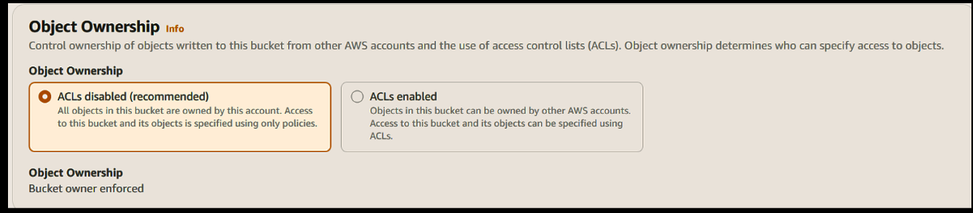 Object Ownership Info
Control ownership of objects written to this bucket from other AWS accounts and the use of access control lists (ACLs). Object ownership determines who can specify access to objects.
Object Ownership
ACLs disabled (recommended)
All objects in this bucket are owned by this account. Access
to this bucket and its objects is specified using only policies.
ACLs enabled
Objects in this bucket can be owned by other AWS accounts.
Access to this bucket and its objects can be specified using
ACLs.
Object Ownership
Bucket owner enforced